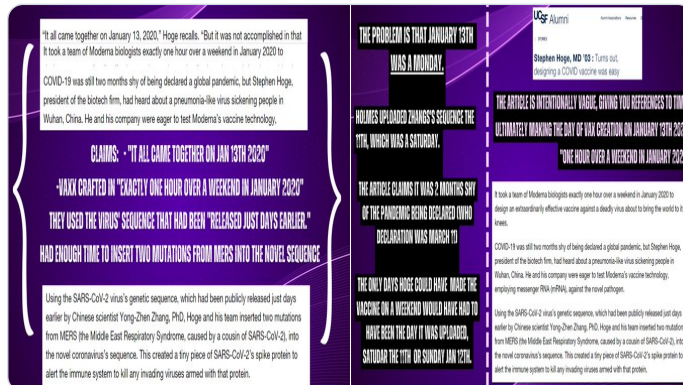 "It all came together on January 13, 2020," Hoge recalls. "But it was not accomplished in that
It took a team of Moderna biologists exactly one hour over a weekend in January 2020 to
COVID-19 was still two months shy of being declared a global pandemic, but Stephen Hoge,
president of the biotech firm, had heard about a pneumonia-like virus sickening people in
Wuhan, China. He and his company were eager to test Moderna's vaccine technology,
CLAIMS: - "IT ALL CAME TOGETHER ON JAN 13TH 2020"
-VAXX CRAFTED IN "EXACTLY ONE HOUR OVER A WEEKEND IN JANUARY 2020"
THEY USED THE VIRUS' SEQUENCE THAT HAD BEEN "RELEASED JUST DAYS EARLIER."
HAD ENOUGH TIME TO INSERT TWO MUTATIONS FROM MERS INTO THE NOVEL SEQUENCE
Using the SARS-CoV-2 virus's genetic sequence, which had been publicly released just days
earlier by Chinese scientist Yong-Zhen Zhang, PhD, Hoge and his team inserted two mutations
from MERS (the Middle East Respiratory Syndrome, caused by a cousin of SARS-CoV-2), into
the novel coronavirus's sequence. This created a tiny piece of SARS-CoV-2's spike protein to
alert the immune system to kill any invading viruses armed with that protein.
THE PROBLEM IS THAT JANUARY 13TH
WAS A MONDAY.
HOLMES UPLOADED ZHANGS'S SEQUENCE THE
11TH, WHICH WAS A SATURDAY.
THE ARTICLE CLAIMS IT WAS 2 MONTHS SHY
OF THE PANDEMIC BEING DECLARED (WHO
DECLARATION WAS MARCH 11)
THE ONLY DAYS HOGE COULD HAVE MADE THE
VACCINE ON A WEEKEND WOULD HAVE HAD TO
HAVE BEEN THE DAY IT WAS UPLOADED,
SATUDAR THE 11TH OR SUNDAY JAN 12TH.
UCSF Alumni
Stephen Hoge, MD '03 : Turns out,
designing a COVID vaccine was easy
THE ARTICLE IS INTENTIONALLY VAGUE, GIVING YOU REFERENCES TO TIM
ULTIMATELY MAKING THE DAY OF VAX CREATION ON JANUARY 13TH 202
"ONE HOUR OVER A WEEKEND IN JANUARY 202
It took a team of Moderna biologists exactly one hour over a weekend in January 2020 to
design an extraordinarily effective vaccine against a deadly virus about to bring the world to its
knees.
COVID-19 was still two months shy of being declared a global pandemic, but Stephen Hoge,
president of the biotech firm, had heard about a pneumonia-like virus sickening people in
Wuhan, China. He and his company were eager to test Moderna's vaccine technology,
employing messenger RNA (mRNA), against the novel pathogen.
Using the SARS-CoV-2 virus's genetic sequence, which had been publicly released just days
earlier by Chinese scientist Yong-Zhen Zhang, PhD, Hoge and his team inserted two mutation
from MERS (the Middle East Respiratory Syndrome, caused by a cousin of SARS-CoV-2), into
the novel coronavirus's sequence. This created a tiny piece of SARS-CoV-2's spike protein to
alert the immune system to kill any invading viruses armed with that protein.